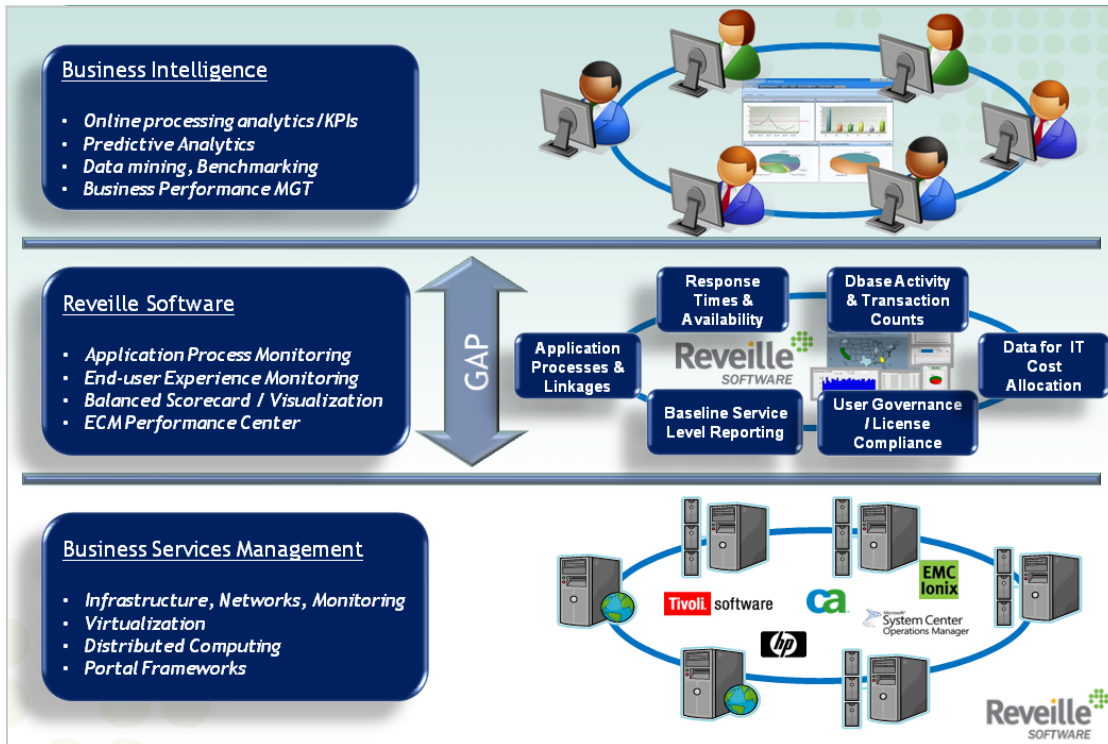 Business Intelligence
• Online processing analytics/KPIs
• Predictive Analytics
• Data mining, Benchmarking
• Business Performance MGT
Reveille Software
• Application Process Monitoring
• End-user Experience Monitoring
• Balanced Scorecard / Visualization
• ECM Performance Center
GAP
Response
Times &
Availability
Dbase Activity
& Transaction
Counts
Application
Processes &
Linkages
Reveille
SOFTWARE
Data for IT
Cost
Allocation
Baseline Service
Level Reporting
User Governance
/ License
Compliance
Business Services Management
• Infrastructure, Networks, Monitoring
• Virtualization
• Distributed Computing
• Portal Frameworks
Tivoli. software
ca
EMC
Ionix
Microsoft
System Center
Operations Manager
hp
Reveille
SOFTWARE